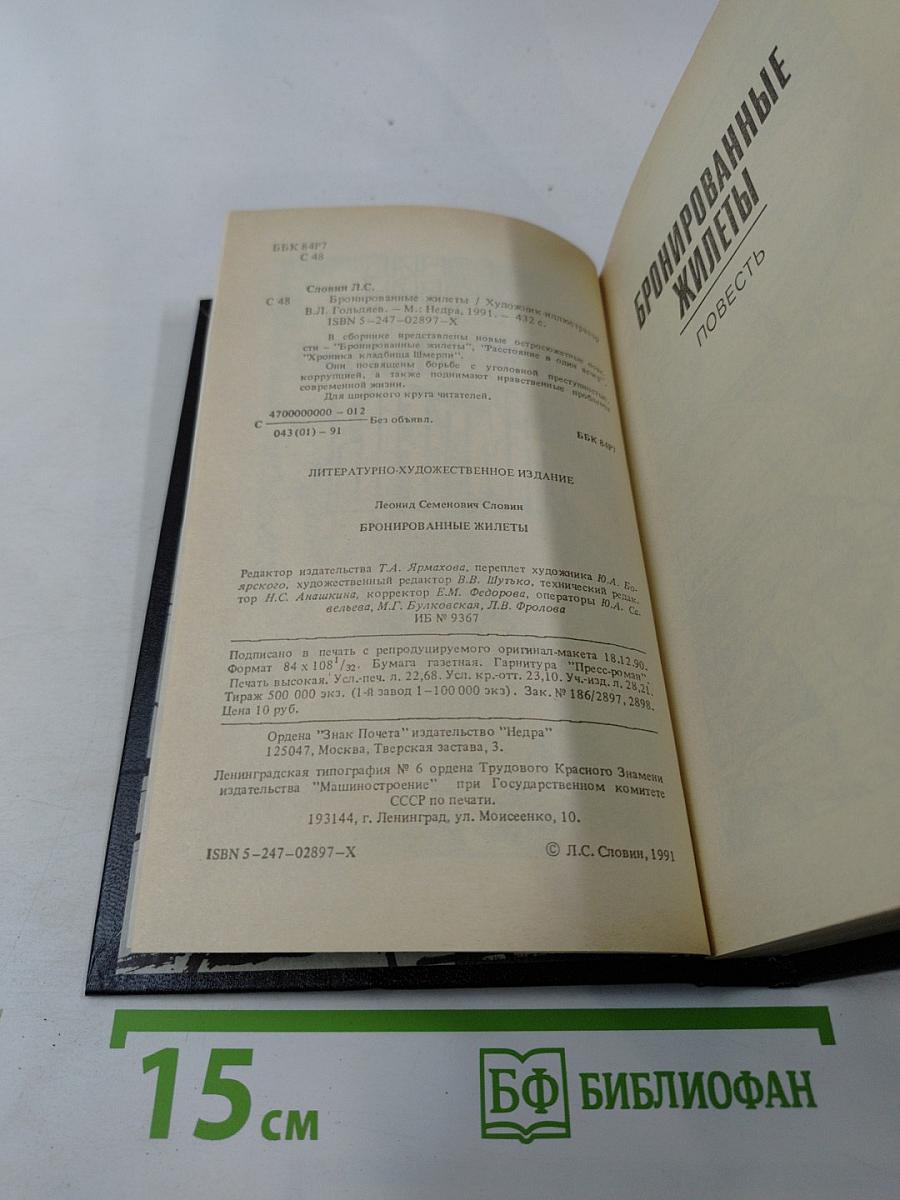 ББК 84Р7
С 48
Словин Л.С.
С 48 Бронированные жилеты / Художник-иллюстратор
В.Л. Гольдяев. — М.: Недра, 1991. — 432 с.
ISBN 5-247-02897-X
В сборнике представлены новые остросюжетные повести
сти – "Бронированные жилеты", "Расстояние в один вечер",
"Хроника кладбища Шмерли".
Они посвящены борьбе с уголовной преступностью,
коррупцией, а также поднимают нравственные проблемы
современной жизни.
Для широкого круга читателей.
С 4700000000 – 012
043 (01) – 91 Без объявл.
ББК 84Р7
ЛИТЕРАТУРНО-ХУДОЖЕСТВЕННОЕ ИЗДАНИЕ
Леонид Семенович Словин
БРОНИРОВАННЫЕ ЖИЛЕТЫ
Редактор издательства Т.А. Ярмахова, переплет художника Ю.А. Бо-
ярского, художественный редактор В.В. Шутько, технический редак-
тор Н.С. Анашкина, корректор Е.М. Федорова, операторы Ю.А. Са-
вельева, М.Г. Булковская, Л.В. Фролова
ИБ № 9367
Подписано в печать с репродуцируемого оригинал-макета 18.12.90.
Формат 84 х 108 1/32. Бумага газетная. Гарнитура "Пресс-роман".
Печать высокая. Усл.-печ. л. 22,68. Усл. кр.-отт. 23,10. Уч.-изд. л. 28,21.
Тираж 500 000 экз. (1-й завод 1–100 000 экз). Зак. № 186/2897, 2898.
Цена 10 руб.
Ордена "Знак Почета" издательство "Недра"
125047, Москва, Тверская застава, 3.
Ленинградская типография № 6 ордена Трудового Красного Знамени
издательства "Машиностроение" при Государственном комитете
СССР по печати.
193144, г. Ленинград, ул. Моисеенко, 10.
ISBN 5–247–02897–X © Л.С. Словин, 1991
БРОНИРОВАННЫЕ
ЖИЛЕТЫ
ПОВЕСТЬ
15 см
БФ БИБЛИОФАН